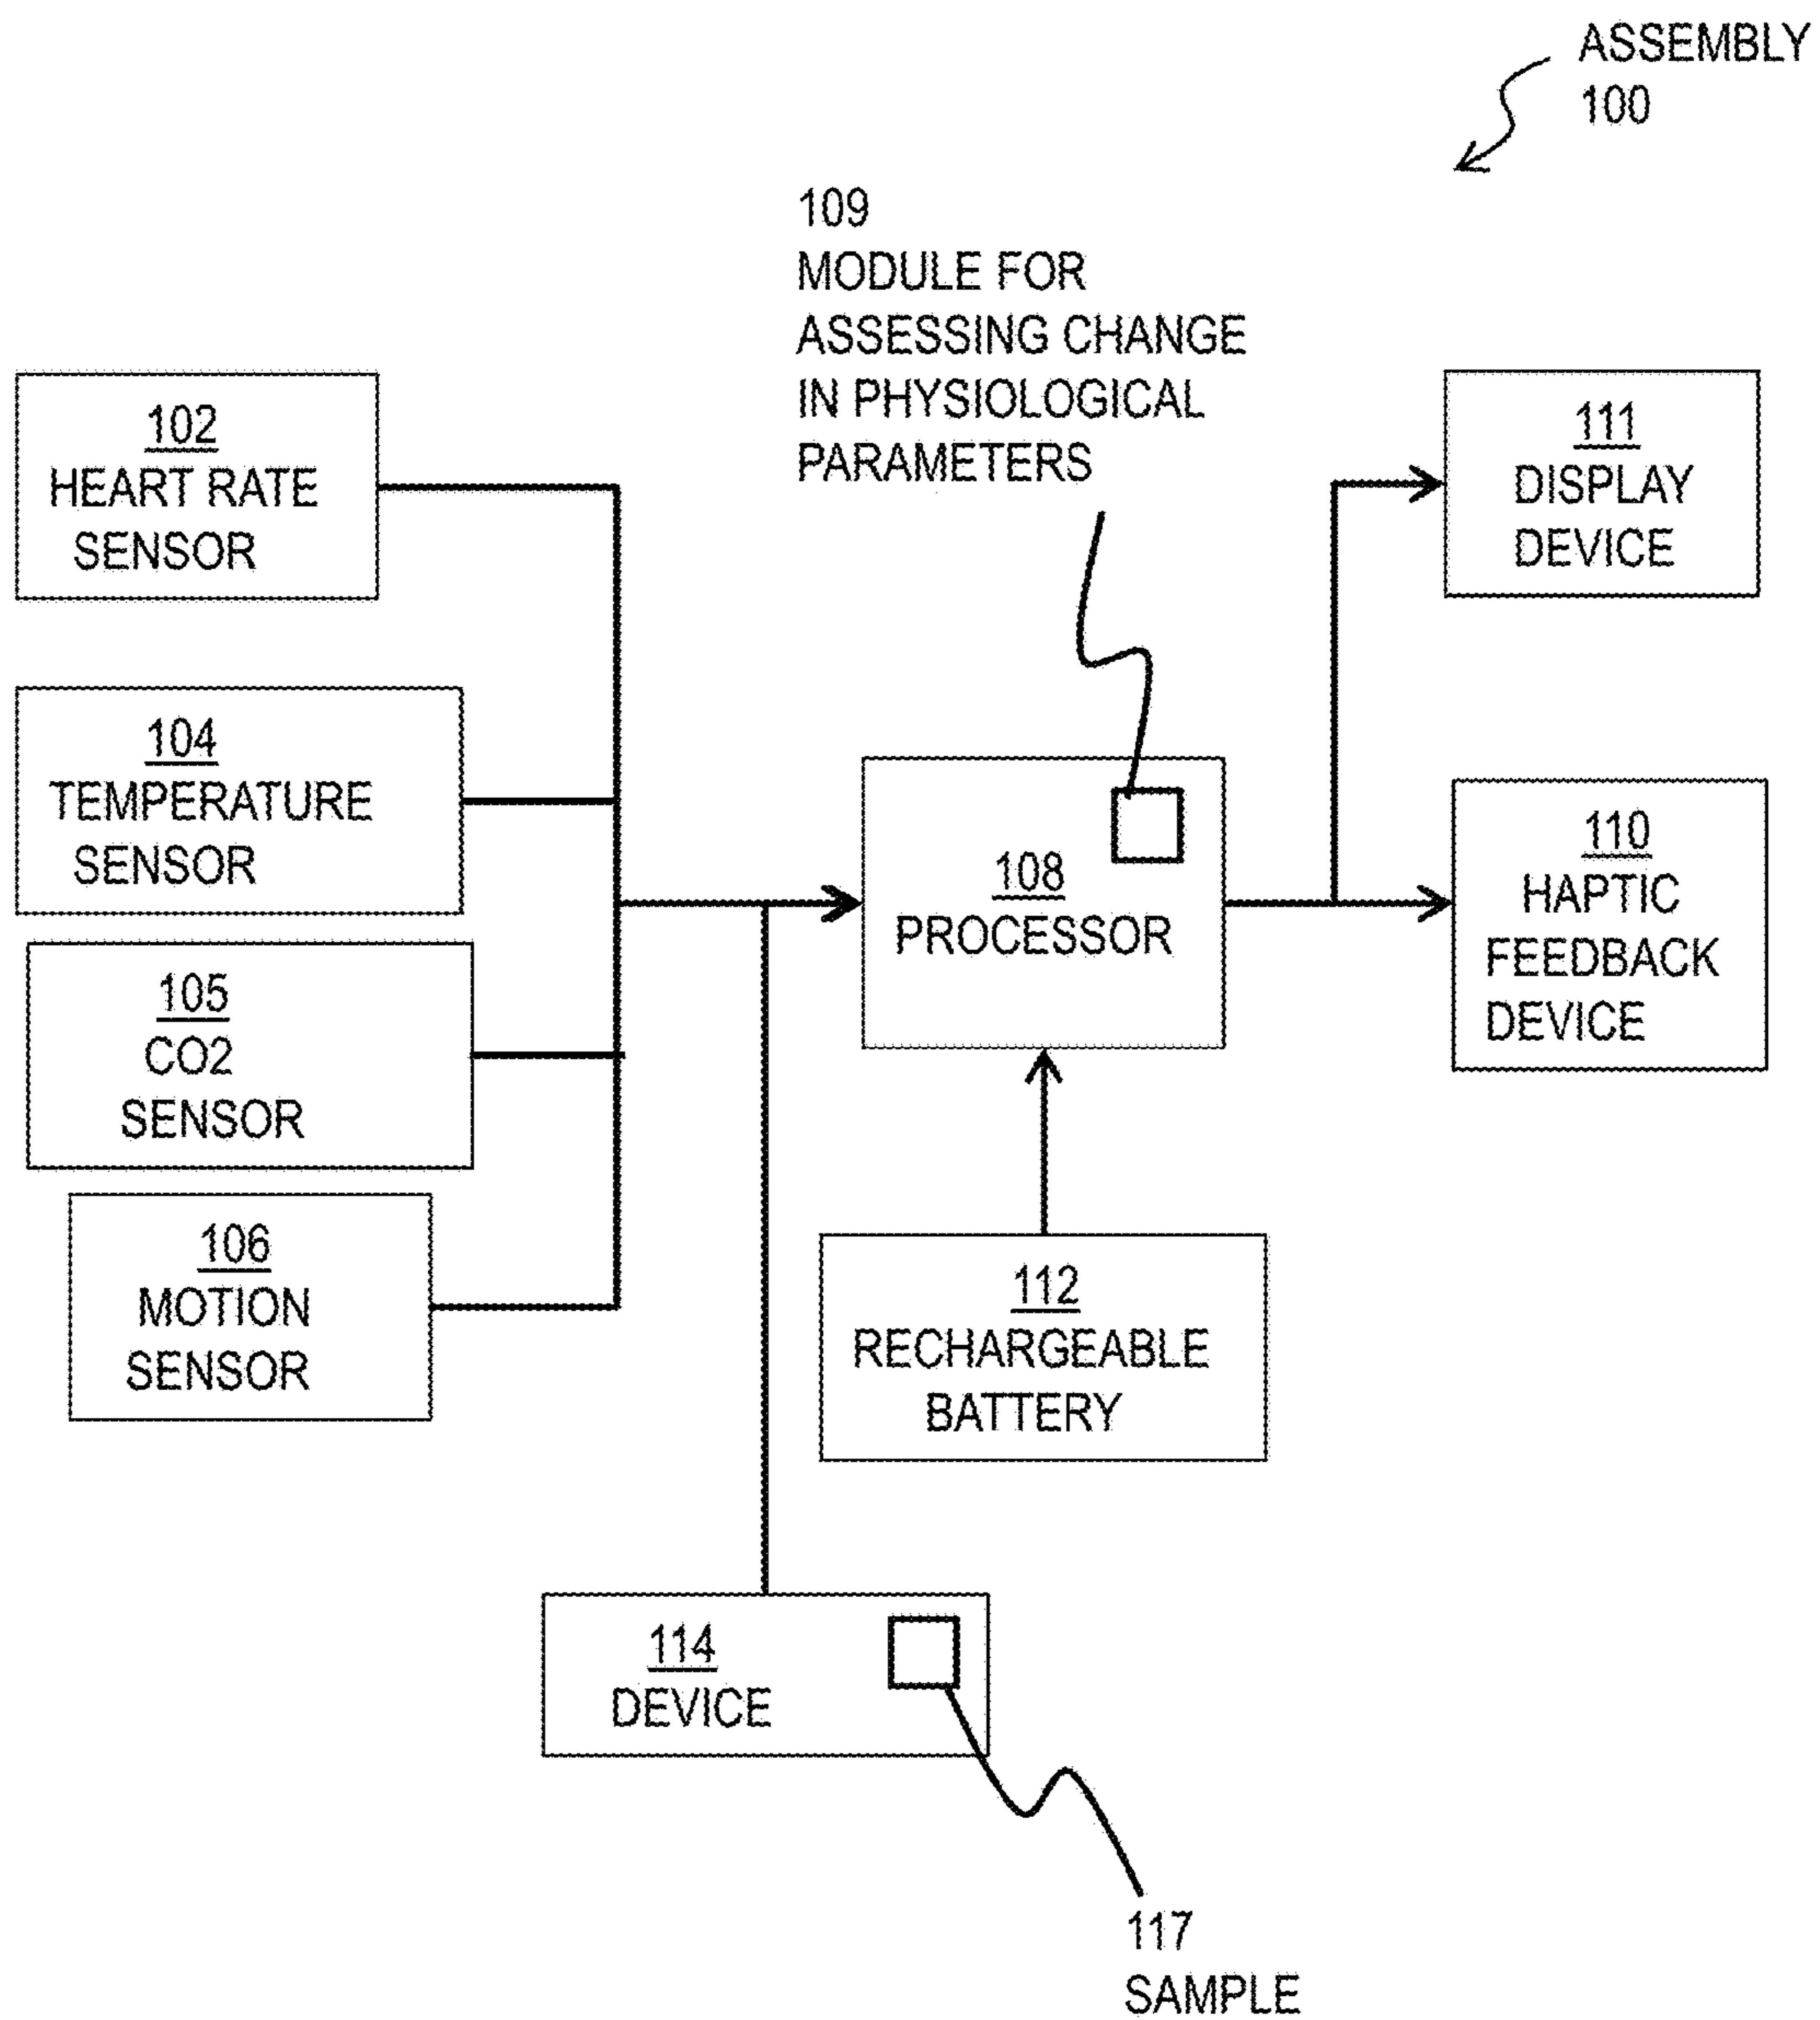 ASSEMBLY
100
109
MODULE FOR
ASSESSING CHANGE
IN PHYSIOLOGICAL
PARAMETERS
102
HEART RATE
SENSOR
111
DISPLAY
DEVICE
104
TEMPERATURE
SENSOR
108
PROCESSOR
110
HAPTIC
FEEDBACK
DEVICE
105
CO2
SENSOR
106
MOTION
SENSOR
112
RECHARGEABLE
BATTERY
114
DEVICE
117
SAMPLE